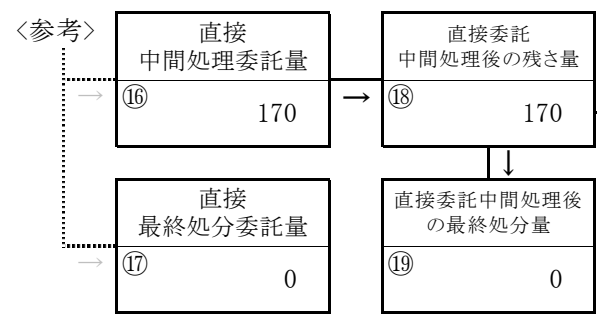 〈参考〉
直接
中間処理委託量
→
⑯
170
→
直接委託
中間処理後の残さ量
⑱
170
↓
直接
最終処分委託量
→
⑰
0
直接委託中間処理後
の最終処分量
⑲
0